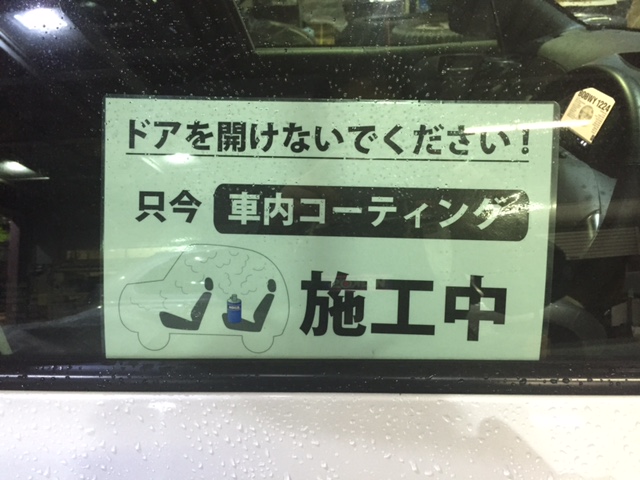 ドアを開けないでください!
只今 車内コーティング
施工中